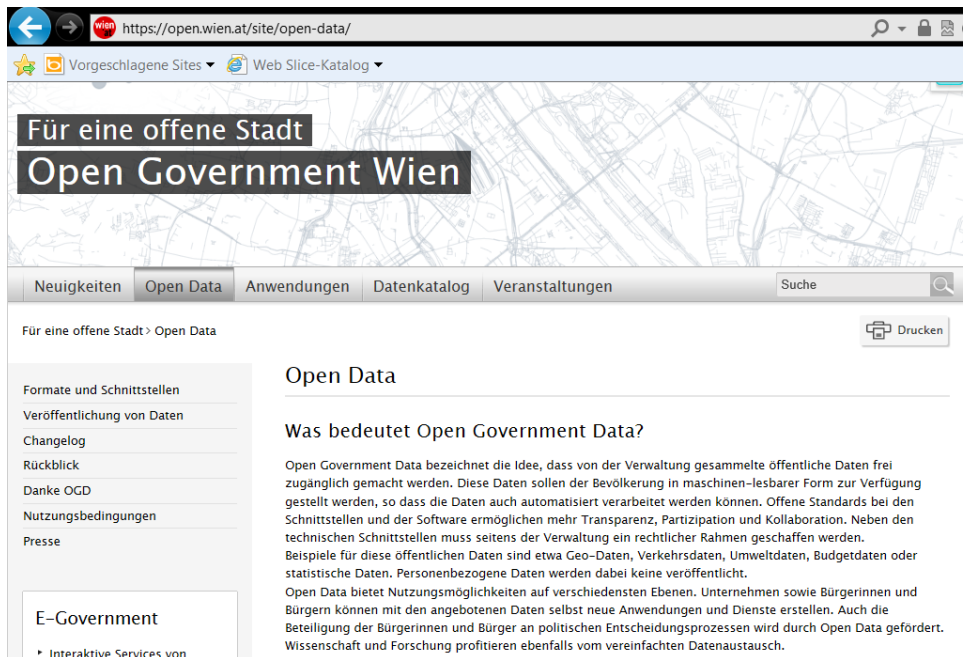 wien
at
https://open.wien.at/site/open-data/
Vorgeschlagene Sites
Web Slice-Katalog
Für eine offene Stadt
Open Government Wien
Neuigkeiten
Open Data
Anwendungen
Datenkatalog
Veranstaltungen
Suche
Für eine offene Stadt › Open Data
Drucken
Formate und Schnittstellen
Veröffentlichung von Daten
Changelog
Rückblick
Danke OGD
Nutzungsbedingungen
Presse
E-Government
Interaktive Services von
Open Data
Was bedeutet Open Government Data?
Open Government Data bezeichnet die Idee, dass von der Verwaltung gesammelte öffentliche Daten frei
zugänglich gemacht werden. Diese Daten sollen der Bevölkerung in maschinen-lesbarer Form zur Verfügung
gestellt werden, so dass die Daten auch automatisiert verarbeitet werden können. Offene Standards bei den
Schnittstellen und der Software ermöglichen mehr Transparenz, Partizipation und Kollaboration. Neben den
technischen Schnittstellen muss seitens der Verwaltung ein rechtlicher Rahmen geschaffen werden.
Beispiele für diese öffentlichen Daten sind etwa Geo-Daten, Verkehrsdaten, Umweltdaten, Budgetdaten oder
statistische Daten. Personenbezogene Daten werden dabei keine veröffentlicht.
Open Data bietet Nutzungsmöglichkeiten auf verschiedensten Ebenen. Unternehmen sowie Bürgerinnen und
Bürgern können mit den angebotenen Daten selbst neue Anwendungen und Dienste erstellen. Auch die
Beteiligung der Bürgerinnen und Bürger an politischen Entscheidungsprozessen wird durch Open Data gefördert.
Wissenschaft und Forschung profitieren ebenfalls vom vereinfachten Datenaustausch.